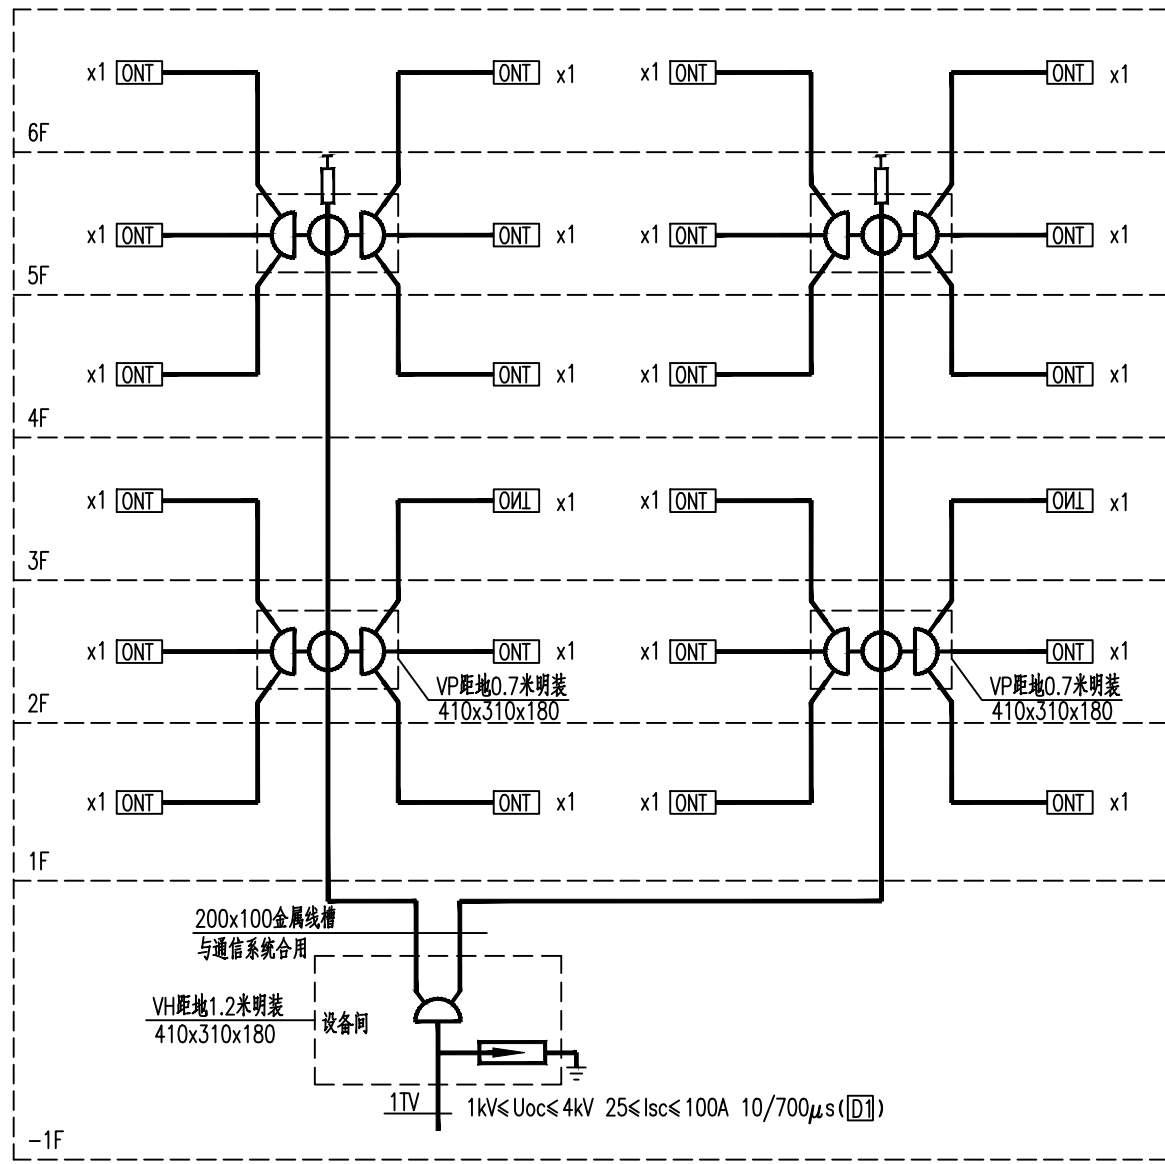 x1 ONT ONT x1 x1 ONT ONT x1
6F
x1 ONT ONT x1 x1 ONT ONT x1
5F
x1 ONT ONT x1 x1 ONT ONT x1
4F
x1 ONT ONT x1 x1 ONT ONT x1
3F
x1 ONT ONT x1 x1 ONT ONT x1
VP距地0.7米明装 VP距地0.7米明装
410x310x180 410x310x180
2F
x1 ONT ONT x1 x1 ONT ONT x1
1F
200x100金属线槽
与通信系统合用
VH距地1.2米明装
410x310x180
设备间
1TV
1kV≤Uoc≤4kV 25≤Isc≤100A 10/700μs(D1)
-1F